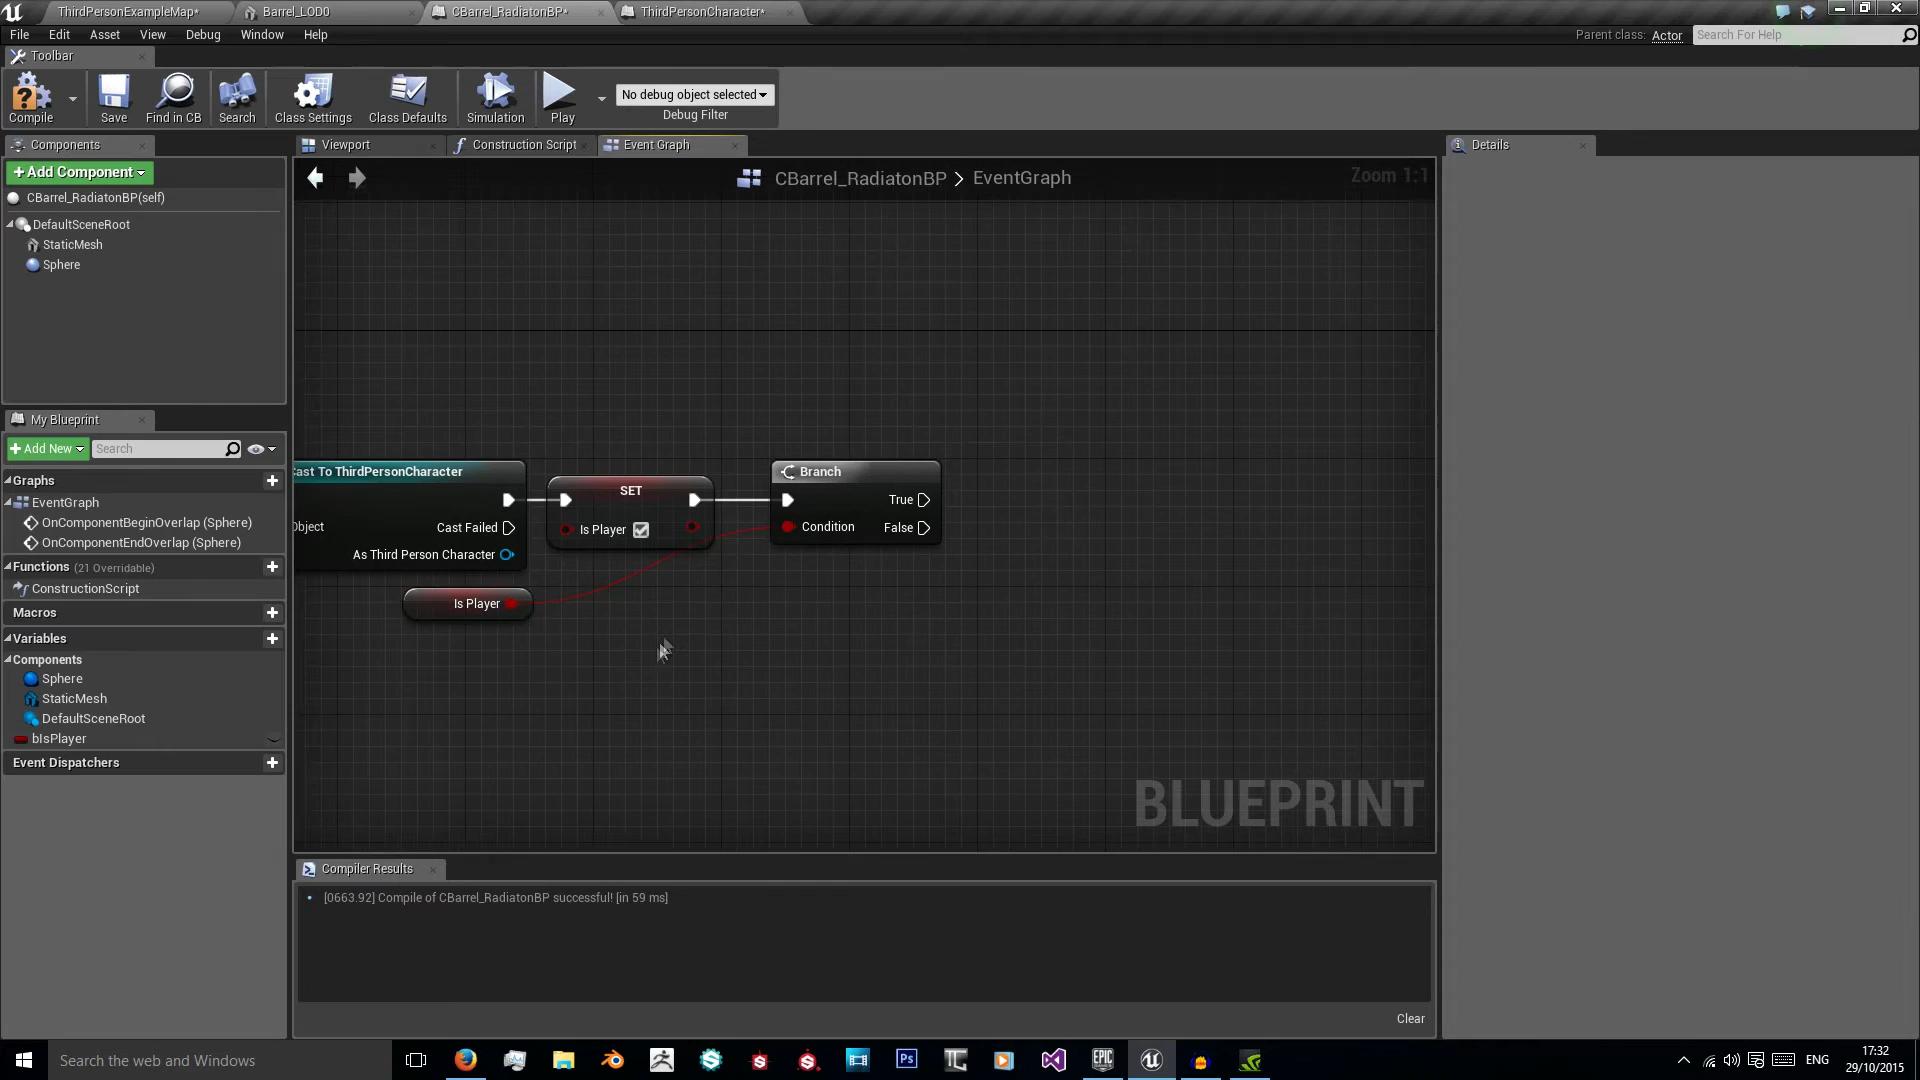 ThirdPersonExampleMap*
Barrel_LOD0
CBarrel_RadiatonBP*
ThirdPersonCharacter*
File Edit Asset View Debug Window Help
Parent class: Actor
Search For Help
Toolbar
Compile
Save
Find in CB
Search
Class Settings
Class Defaults
Simulation
Play
No debug object selected
Debug Filter
Components
Viewport
Construction Script
Event Graph
Details
+Add Component
CBarrel_RadiatonBP(self)
DefaultSceneRoot
StaticMesh
Sphere
CBarrel_RadiatonBP > EventGraph
Zoom 1:1
My Blueprint
+Add New
Search
Graphs
EventGraph
OnComponentBeginOverlap (Sphere)
OnComponentEndOverlap (Sphere)
Functions (21 Overridable)
ConstructionScript
Macros
Variables
Components
Sphere
StaticMesh
DefaultSceneRoot
bIsPlayer
Event Dispatchers
Cast To ThirdPersonCharacter
Object
Cast Failed
As Third Person Character
SET
Is Player
Branch
True
Condition
False
Is Player
BLUEPRINT
Compiler Results
[0663.92] Compile of CBarrel_RadiatonBP successful! [in 59 ms]
Clear
Search the web and Windows
Ps
EPIC
ENG
17:32
29/10/2015